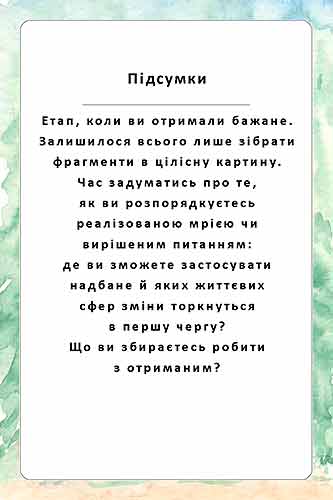 Підсумки
Етап, коли ви отримали бажане.
Залишилося всього лише зібрати
фрагменти в цілісну картину.
Час задуматись про те,
як ви розпорядкуєтесь
реалізованою мрією чи
вирішеним питанням:
де ви зможете застосувати
надбане й яких життєвих
сфер зміни торкнуться
в першу чергу?
Що ви збираєтесь робити
з отриманим?